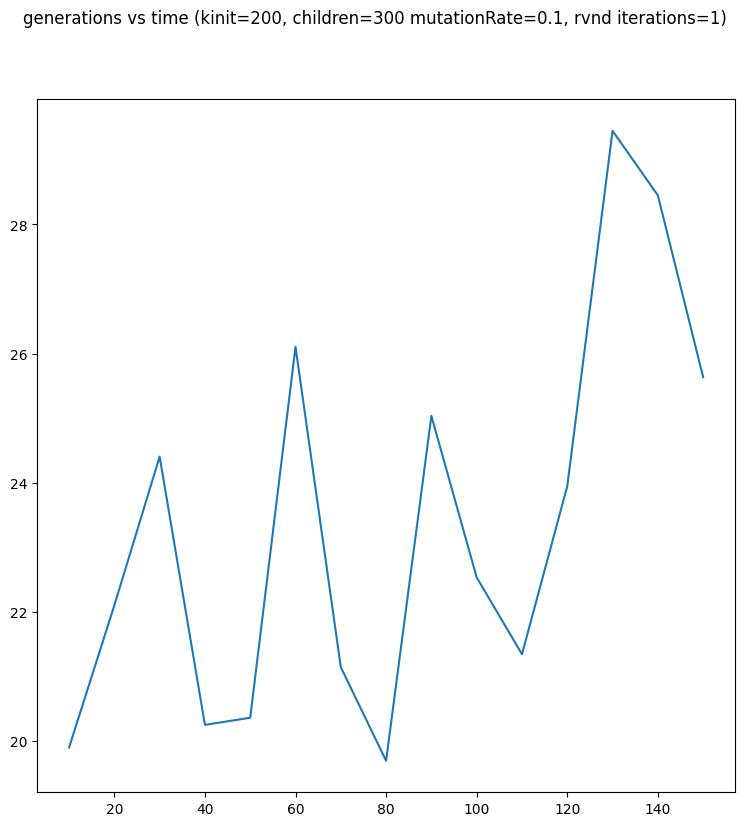 generations vs time (kinit=200, children=300 mutationRate=0.1, rvnd iterations=1)
28
26
24
22
20
20 40 60 80 100 120 140